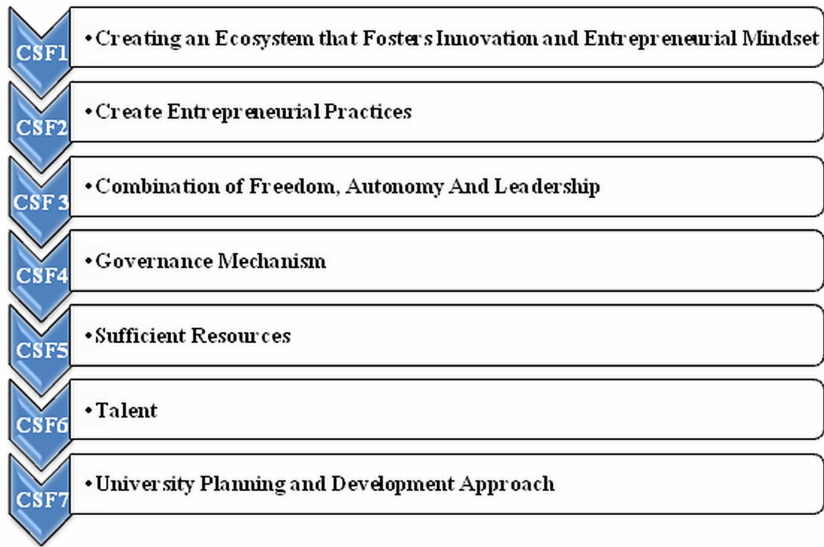 CSF1 •Creating an Ecosystem that Fosters Innovation and Entrepreneurial Mindset
CSF2 •Create Entrepreneurial Practices
CSF 3 •Combination of Freedom, Autonomy And Leadership
CSF4 •Governance Mechanism
CSF5 •Sufficient Resources
CSF6 •Talent
CSF7 •University Planning and Development Approach